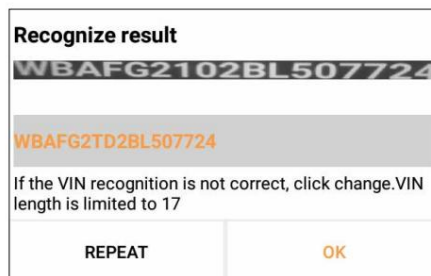 Recognize result
WBAFG2102BL507724
WBAFG2TD2BL507724
If the VIN recognition is not correct, click change.VIN
length is limited to 17
REPEAT
OK